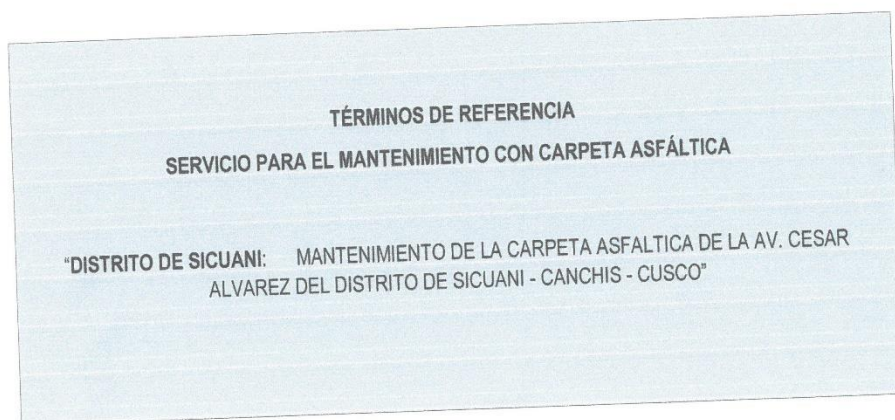 TÉRMINOS DE REFERENCIA
SERVICIO PARA EL MANTENIMIENTO CON CARPETA ASFÁLTICA
“DISTRITO DE SICUANI: MANTENIMIENTO DE LA CARPETA ASFALTICA DE LA AV. CESAR
ALVAREZ DEL DISTRITO DE SICUANI - CANCHIS - CUSCO”